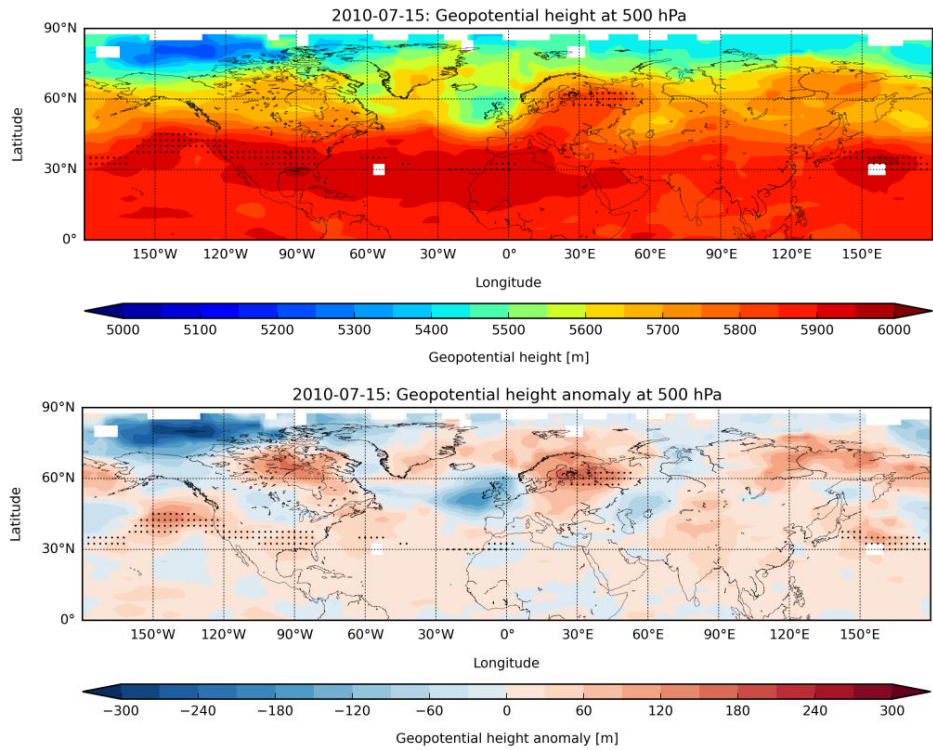 2010-07-15: Geopotential height at 500 hPa
90°N
60°N
30°N
0°
Latitude
150°W 120°W 90°W 60°W 30°W 0° 30°E 60°E 90°E 120°E 150°E
Longitude
5000 5100 5200 5300 5400 5500 5600 5700 5800 5900 6000
Geopotential height [m]
2010-07-15: Geopotential height anomaly at 500 hPa
90°N
60°N
30°N
0°
Latitude
150°W 120°W 90°W 60°W 30°W 0° 30°E 60°E 90°E 120°E 150°E
Longitude
−300 −240 −180 −120 −60 0 60 120 180 240 300
Geopotential height anomaly [m]